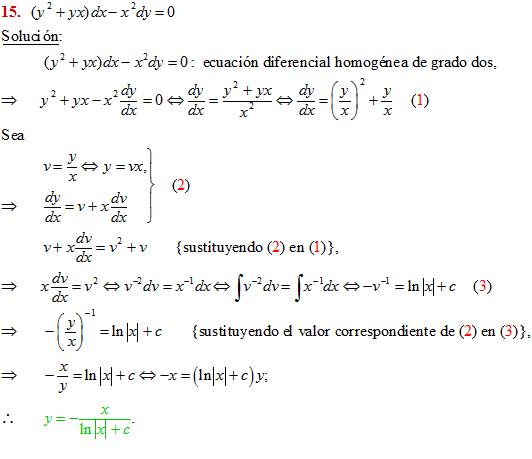 15. (y² + yx)dx − x²dy = 0
Solución:
(y² + yx)dx − x²dy = 0 : ecuación diferencial homogénea de grado dos,
⇒ y² + yx − x² dy/dx = 0 ⇔ dy/dx = (y² + yx)/x² ⇔ dy/dx = (y/x)² + y/x (1)
Sea
v = y/x ⇔ y = vx,
⇒ dy/dx = v + x dv/dx } (2)
v + x dv/dx = v² + v {sustituyendo (2) en (1)},
⇒ x dv/dx = v² ⇔ v⁻²dv = x⁻¹dx ⇔ ∫v⁻²dv = ∫x⁻¹dx ⇔ −v⁻¹ = ln|x| + c (3)
⇒ −(y/x)⁻¹ = ln|x| + c {sustituyendo el valor correspondiente de (2) en (3)},
⇒ −x/y = ln|x| + c ⇔ −x = (ln|x| + c)y;
∴ y = −x/(ln|x| + c).